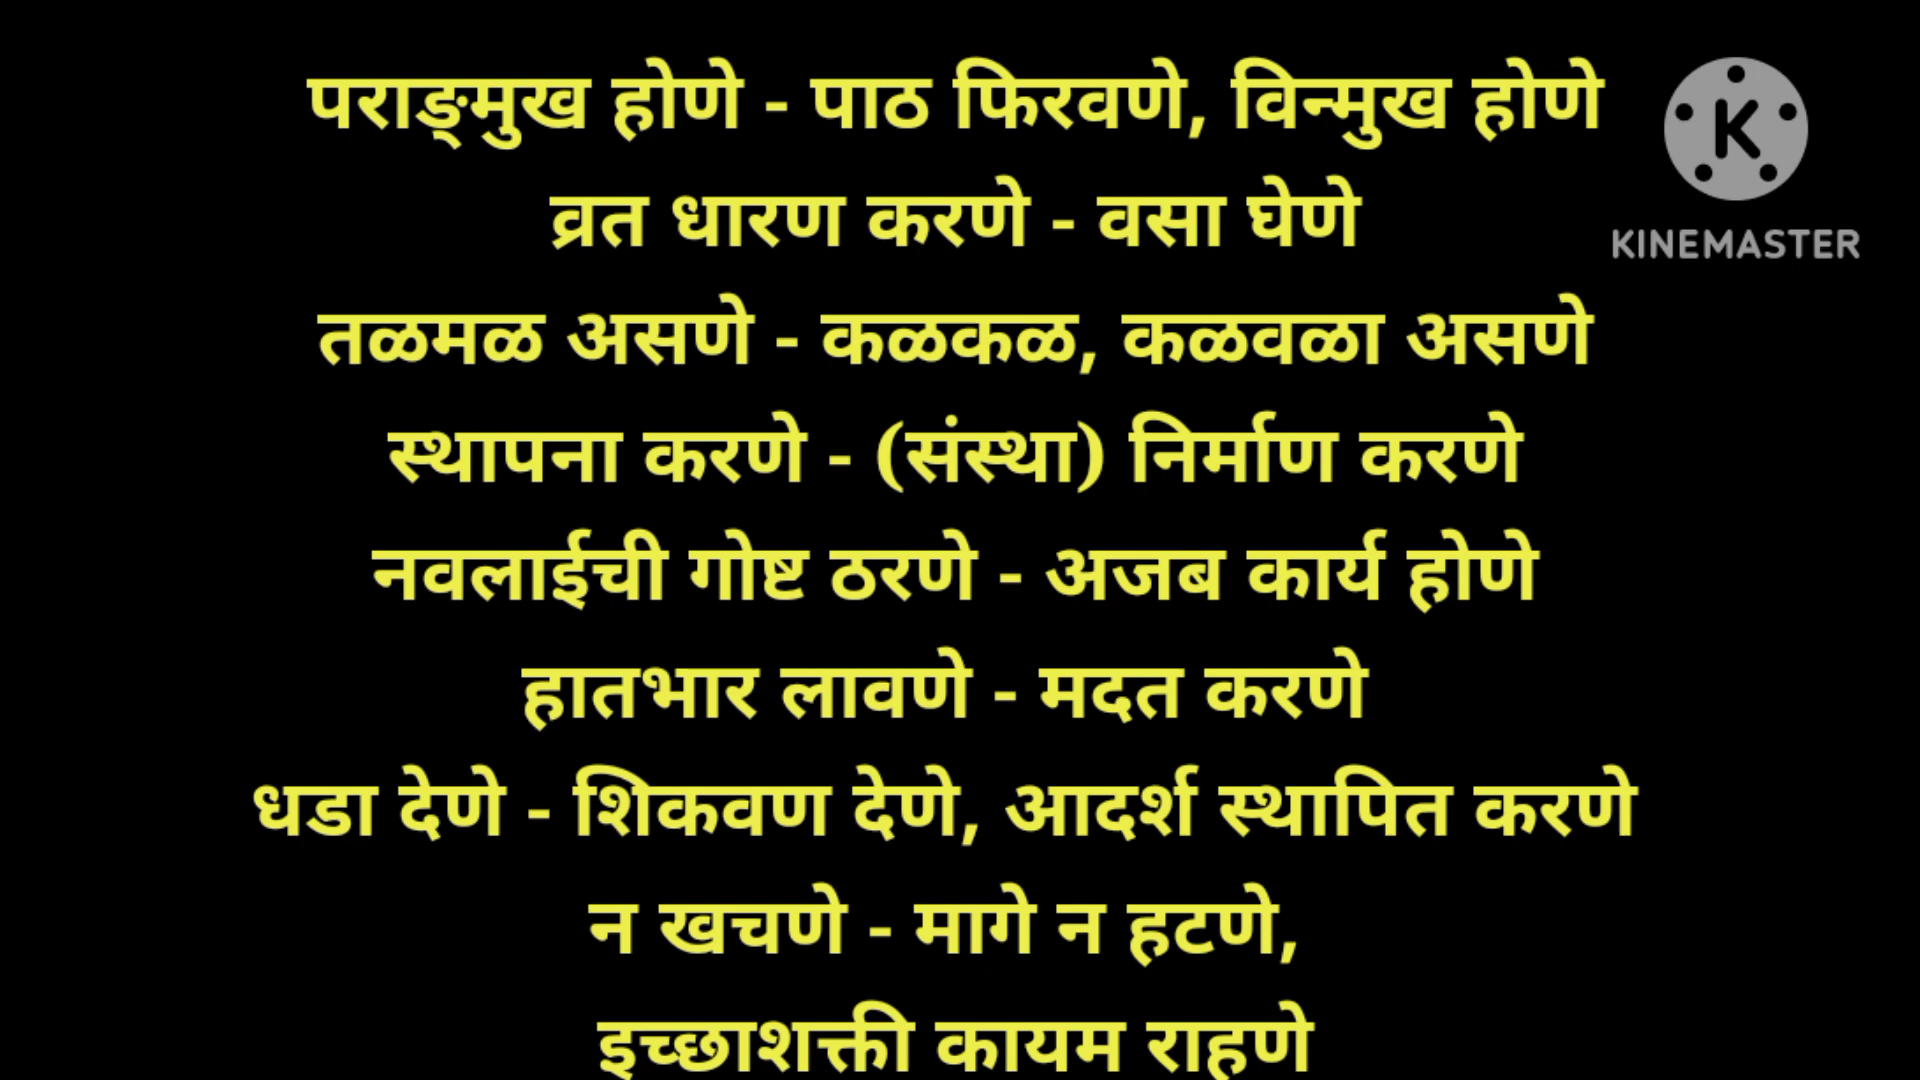 पराङ्मुख होणे - पाठ फिरवणे, विन्मुख होणे
व्रत धारण करणे - वसा घेणे
KINEMASTER
तळमळ असणे - कळकळ, कळवळा असणे
स्थापना करणे - (संस्था) निर्माण करणे
नवलाईची गोष्ट ठरणे - अजब कार्य होणे
हातभार लावणे - मदत करणे
धडा देणे - शिकवण देणे, आदर्श स्थापित करणे
न खचणे - मागे न हटणे,
इच्छाशक्ती कायम राहणे